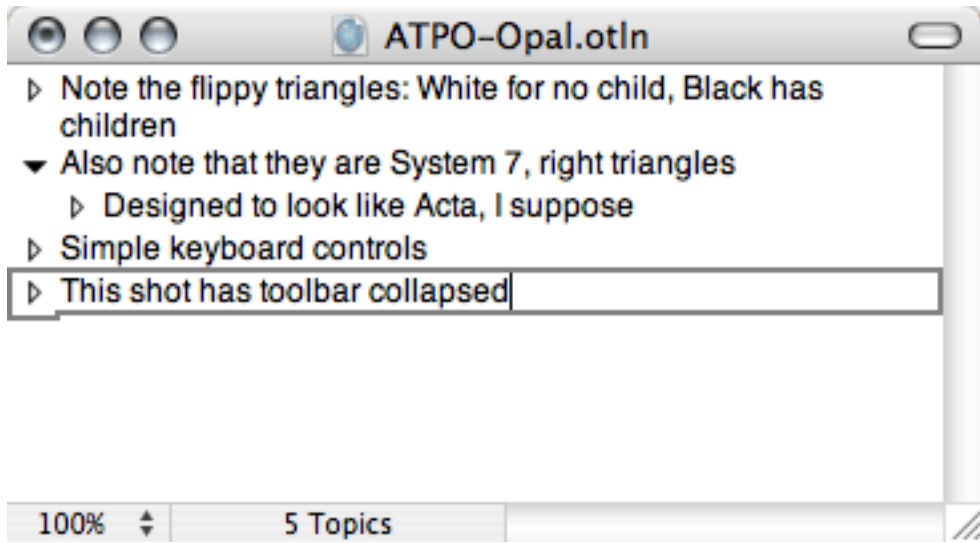 ATPO-Opal.otln
Note the flippy triangles: White for no child, Black has
children
Also note that they are System 7, right triangles
Designed to look like Acta, I suppose
Simple keyboard controls
This shot has toolbar collapsed
100%
5 Topics